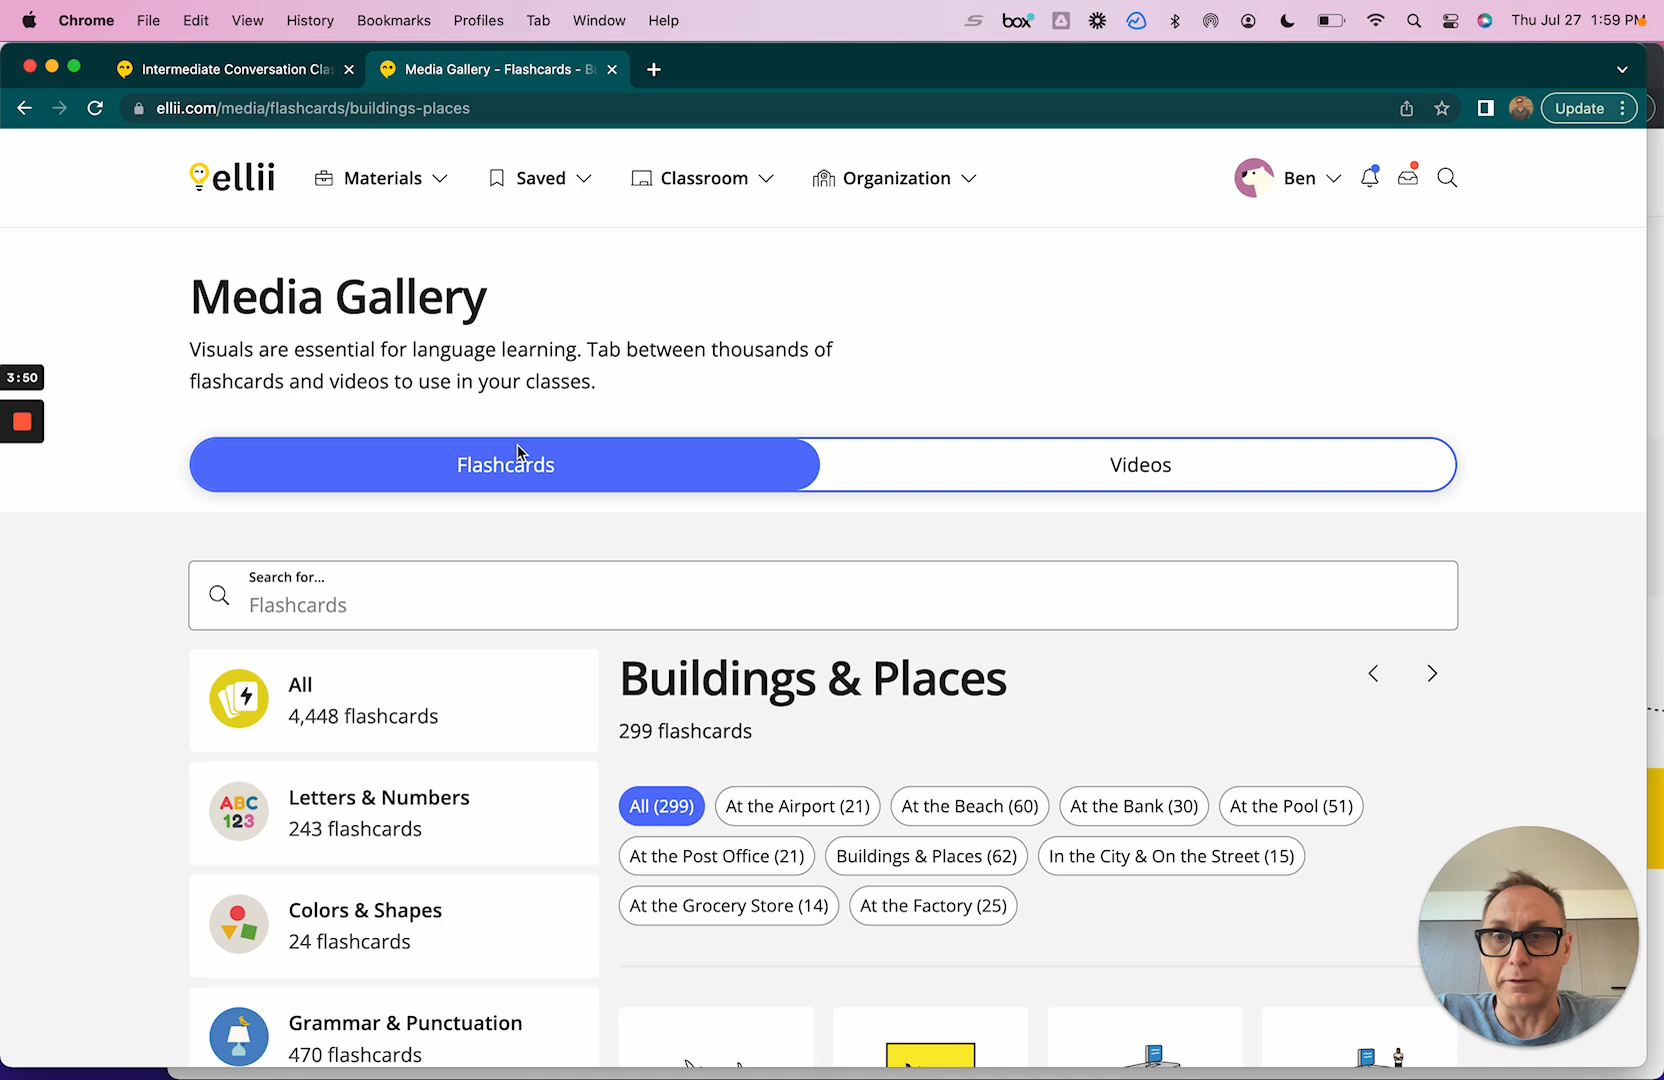 Chrome File Edit View History Bookmarks Profiles Tab Window Help box Thu Jul 27 1:59 PM
Intermediate Conversation Cla Media Gallery - Flashcards - Bu
ellii.com/media/flashcards/buildings-places Update
ellii Materials Saved Classroom Organization Ben
Media Gallery
Visuals are essential for language learning. Tab between thousands of
flashcards and videos to use in your classes.
3:50
Flashcards Videos
Search for...
Flashcards
All
4,448 flashcards
ABC
123
Letters & Numbers
243 flashcards
Colors & Shapes
24 flashcards
Grammar & Punctuation
470 flashcards
Buildings & Places
299 flashcards
All (299) At the Airport (21) At the Beach (60) At the Bank (30) At the Pool (51)
At the Post Office (21) Buildings & Places (62) In the City & On the Street (15)
At the Grocery Store (14) At the Factory (25)